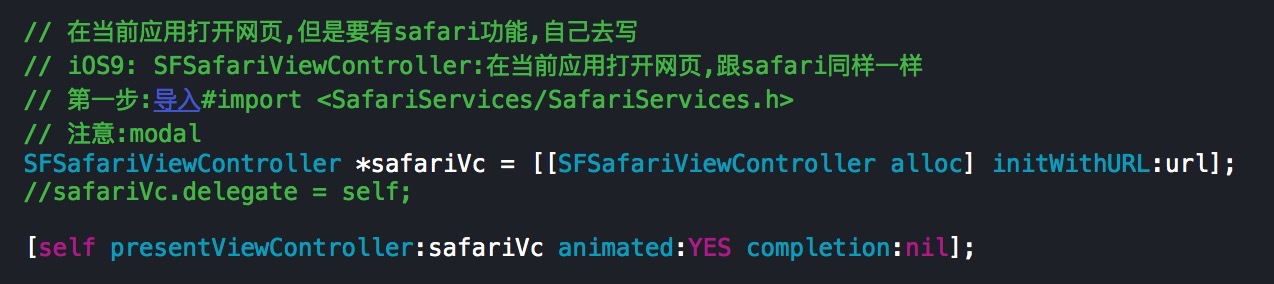 // 在当前应用打开网页,但是要有safari功能,自己去写
// iOS9: SFSafariViewController:在当前应用打开网页,跟safari同样一样
// 第一步:导入#import <SafariServices/SafariServices.h>
// 注意:modal
SFSafariViewController *safariVc = [[SFSafariViewController alloc] initWithURL:url];
//safariVc.delegate = self;
[self presentViewController:safariVc animated:YES completion:nil];